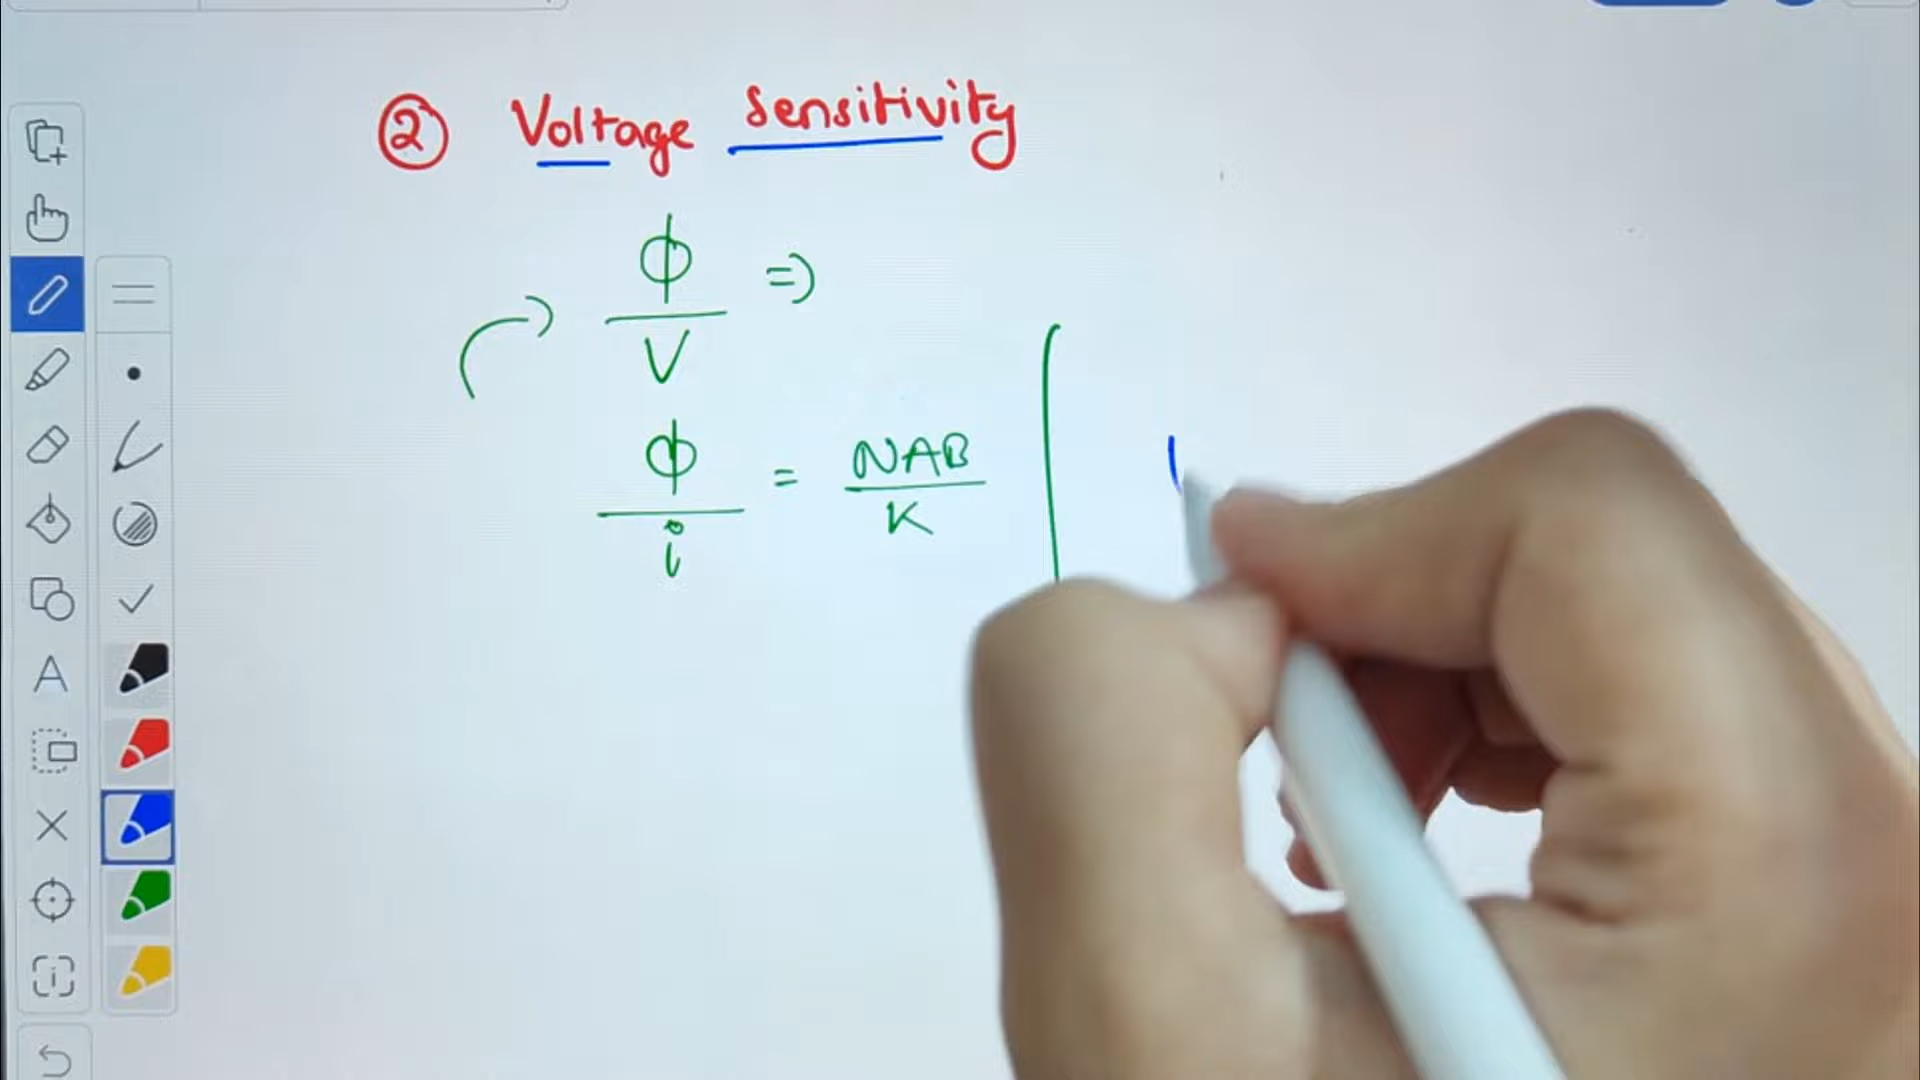 ② Voltage Sensitivity
ϕ/V =>
ϕ/i = NAB/K
A